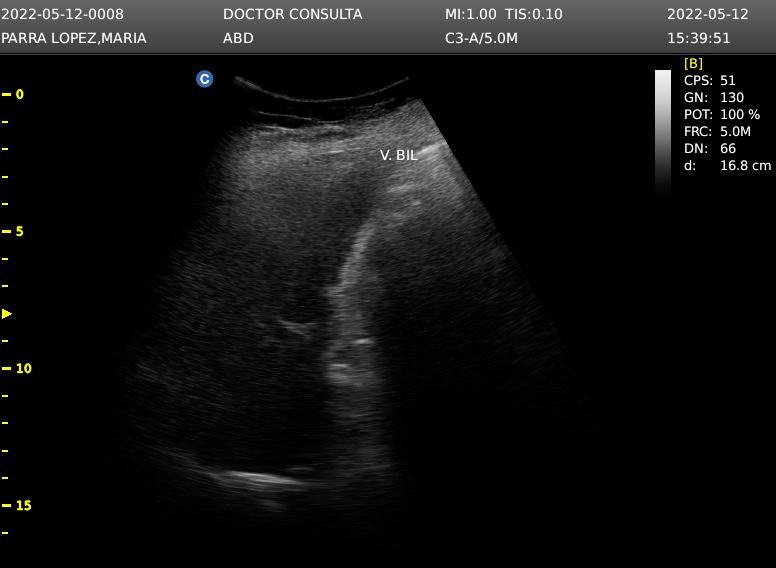 2022-05-12-0008 DOCTOR CONSULTA MI:1.00 TIS:0.10 2022-05-12
PARRA LOPEZ,MARIA ABD C3-A/5.0M 15:39:51
C
[B]
CPS: 51
GN: 130
POT: 100 %
FRC: 5.0M
DN: 66
d: 16.8 cm
V. BIL
0
5
10
15